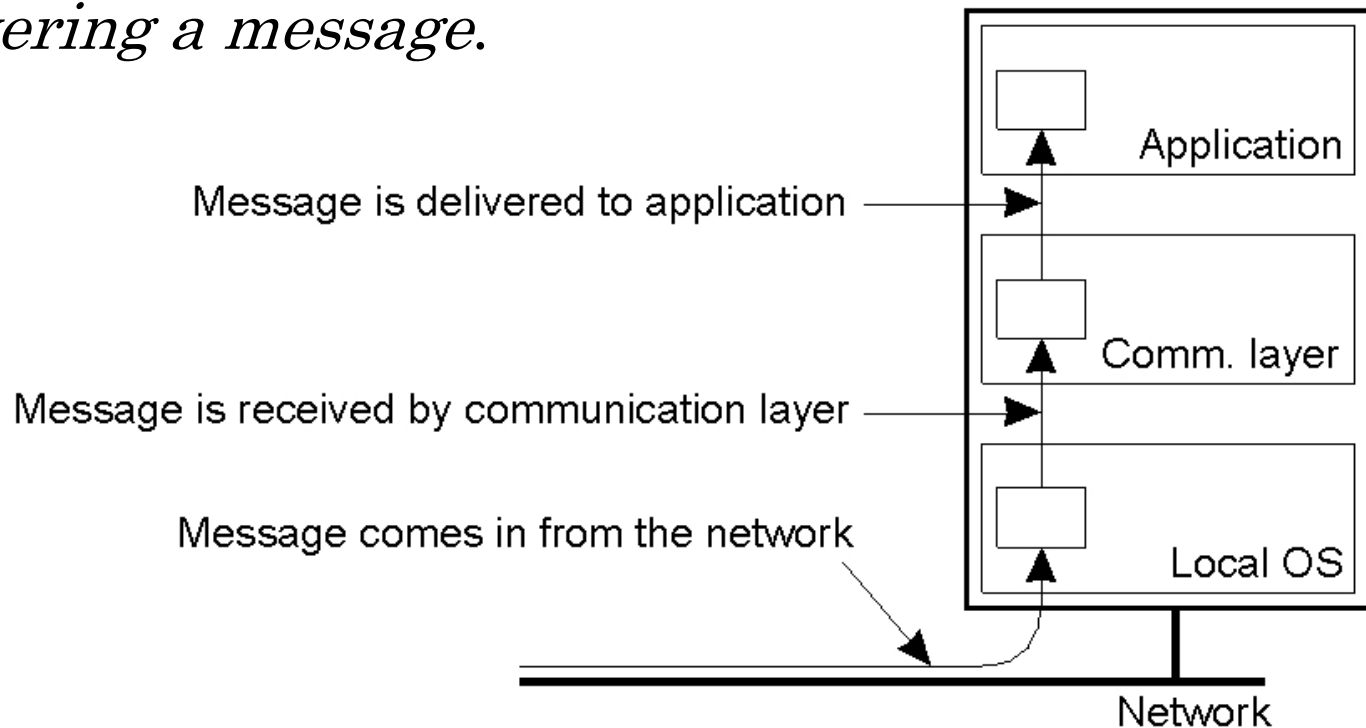 vering a message.
Application
Message is delivered to application
Comm. layer
Message is received by communication layer
Message comes in from the network
Local OS
Network